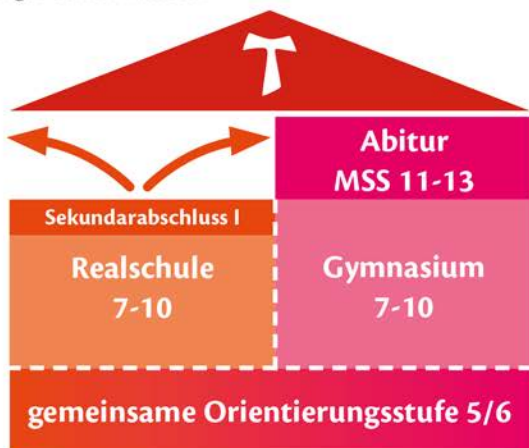 Abitur
MSS 11-13
Sekundarabschluss I
Realschule
7-10
Gymnasium
7-10
gemeinsame Orientierungsstufe 5/6